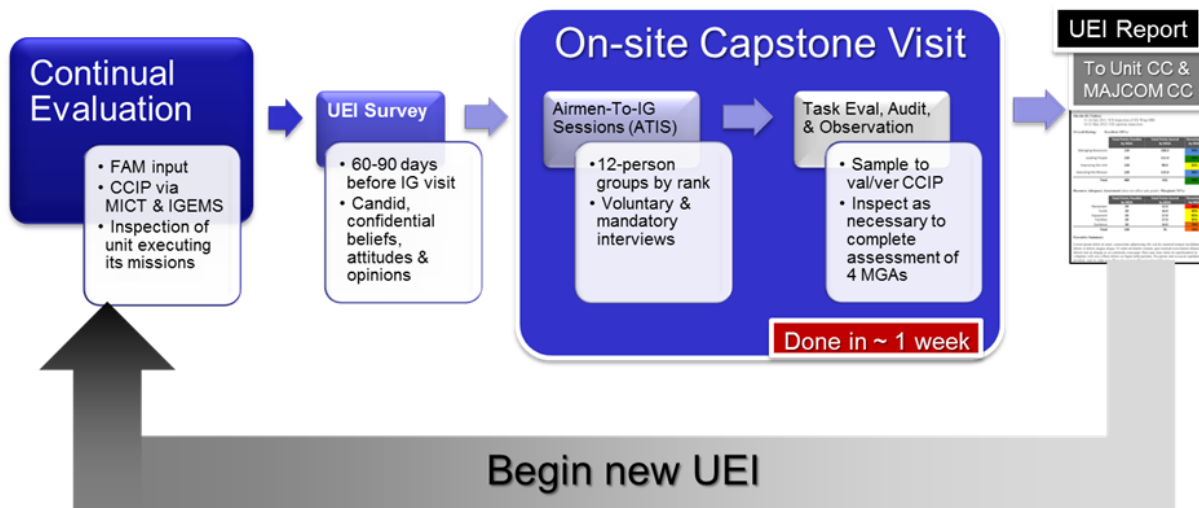 Continual
Evaluation
• FAM input
• CCIP via
MICT & IGEMS
• Inspection of
unit executing
its missions
UEI Survey
• 60-90 days
before IG visit
• Candid,
confidential
beliefs,
attitudes &
opinions
On-site Capstone Visit
Airmen-To-IG
Sessions (ATIS)
• 12-person
groups by rank
• Voluntary &
mandatory
interviews
Task Eval, Audit,
& Observation
• Sample to
val/ver CCIP
• Inspect as
necessary to
complete
assessment of
4 MGAs
Done in ~ 1 week
UEI Report
To Unit CC &
MAJCOM CC
Begin new UEI